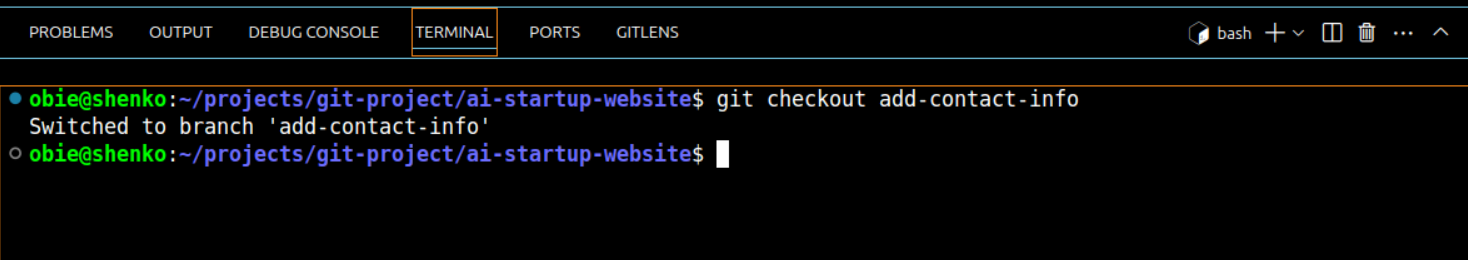 PROBLEMS OUTPUT DEBUG CONSOLE TERMINAL PORTS GITLENS bash
obie@shenko:~/projects/git-project/ai-startup-website$ git checkout add-contact-info
Switched to branch 'add-contact-info'
obie@shenko:~/projects/git-project/ai-startup-website$